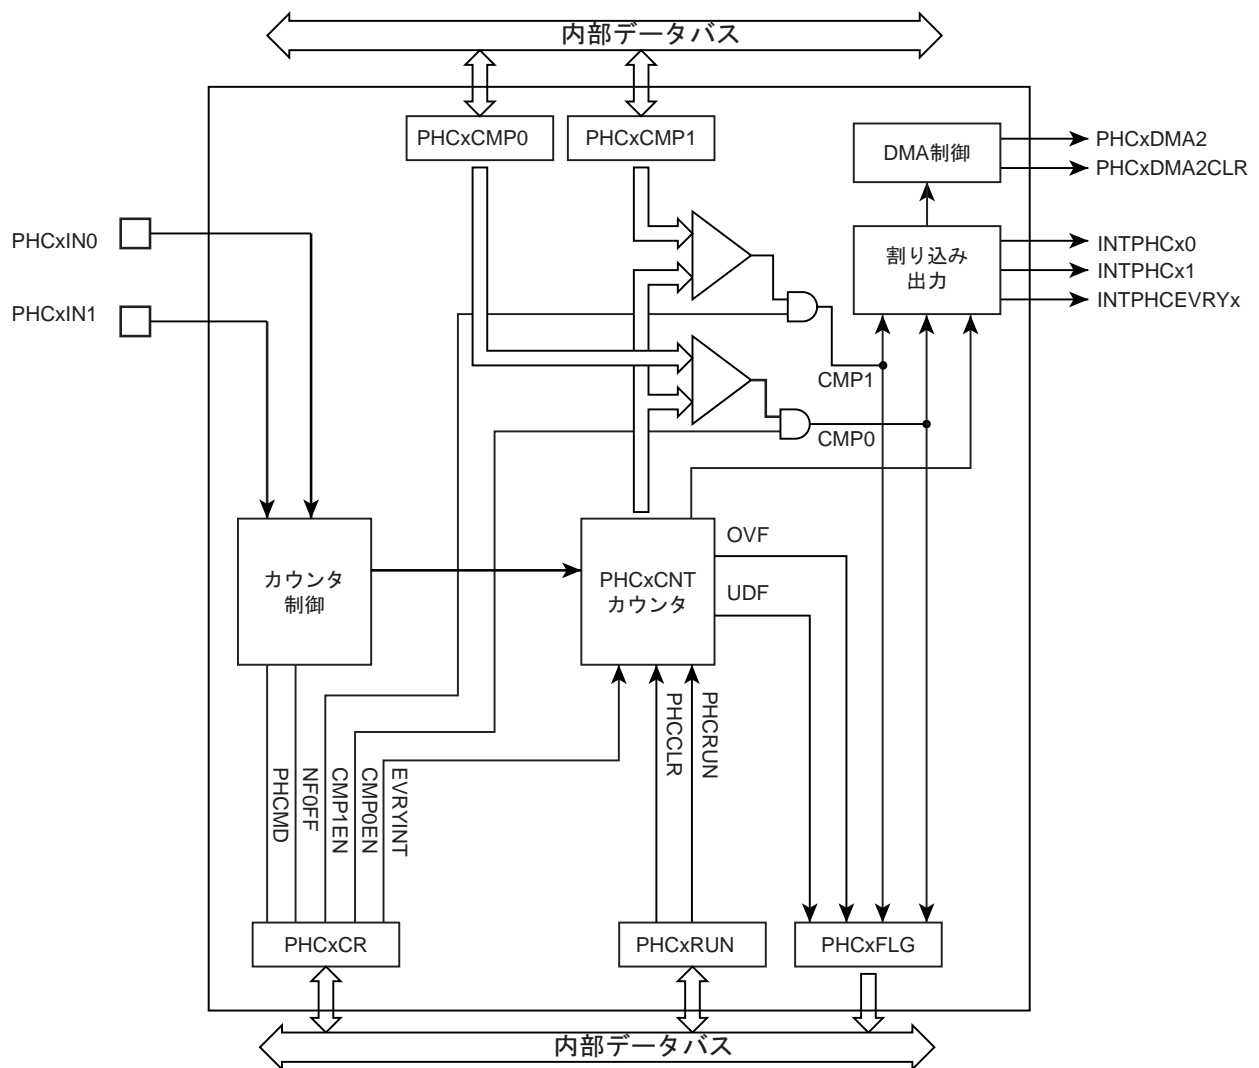 内部データバス
PHCxCMP0
PHCxCMP1
DMA制御
PHCxDMA2
PHCxDMA2CLR
PHCxIN0
PHCxIN1
割り込み
出力
INTPHCx0
INTPHCx1
INTPHCEVRYx
CMP1
CMP0
カウンタ
制御
PHCxCNT
カウンタ
OVF
UDF
PHCMD
NF0FF
CMP1EN
CMP0EN
EVRYINT
PHCCLR
PHCRUN
PHCxCR
PHCxRUN
PHCxFLG
内部データバス